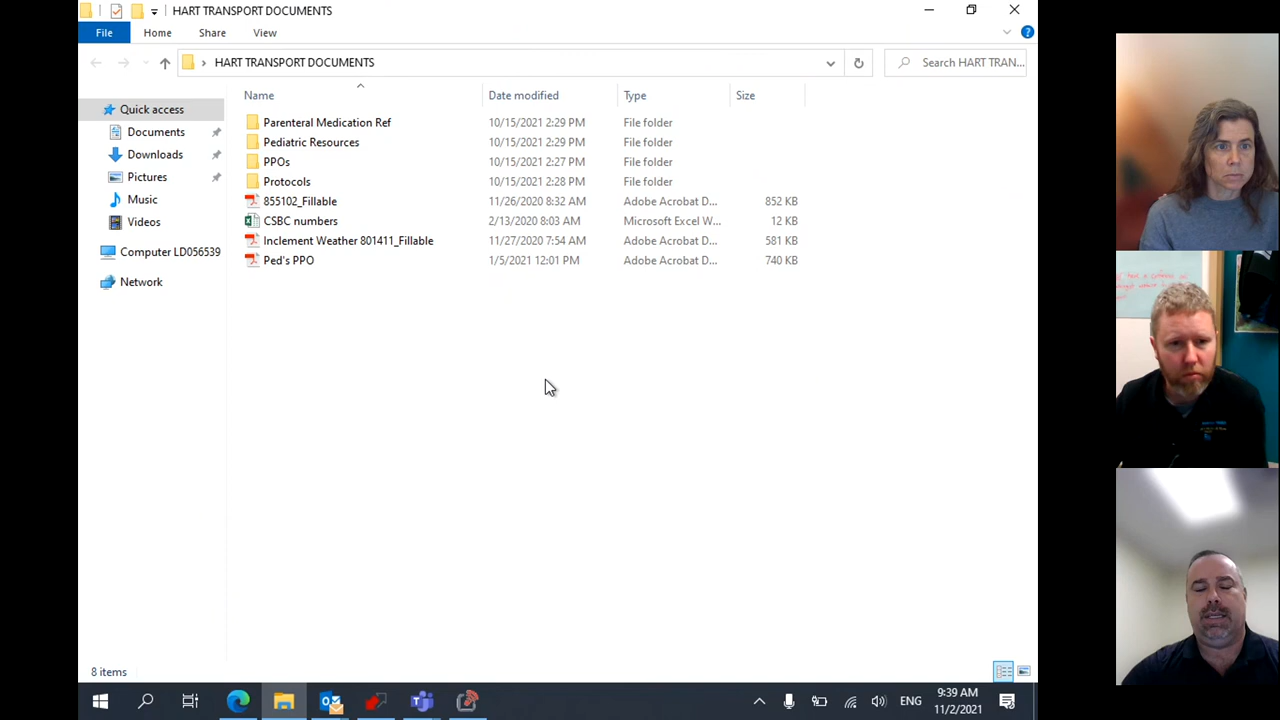 HART TRANSPORT DOCUMENTS
File Home Share View
HART TRANSPORT DOCUMENTS Search HART TRAN...
Name Date modified Type Size
Quick access
Documents
Downloads
Pictures
Music
Videos
Computer LD056539
Network
Parenteral Medication Ref 10/15/2021 2:29 PM File folder
Pediatric Resources 10/15/2021 2:29 PM File folder
PPOs 10/15/2021 2:27 PM File folder
Protocols 10/15/2021 2:28 PM File folder
855102_Fillable 11/26/2020 8:32 AM Adobe Acrobat D... 852 KB
CSBC numbers 2/13/2020 8:03 AM Microsoft Excel W... 12 KB
Inclement Weather 801411_Fillable 11/27/2020 7:54 AM Adobe Acrobat D... 581 KB
Ped's PPO 1/5/2021 12:01 PM Adobe Acrobat D... 740 KB
8 items
ENG 9:39 AM
11/2/2021